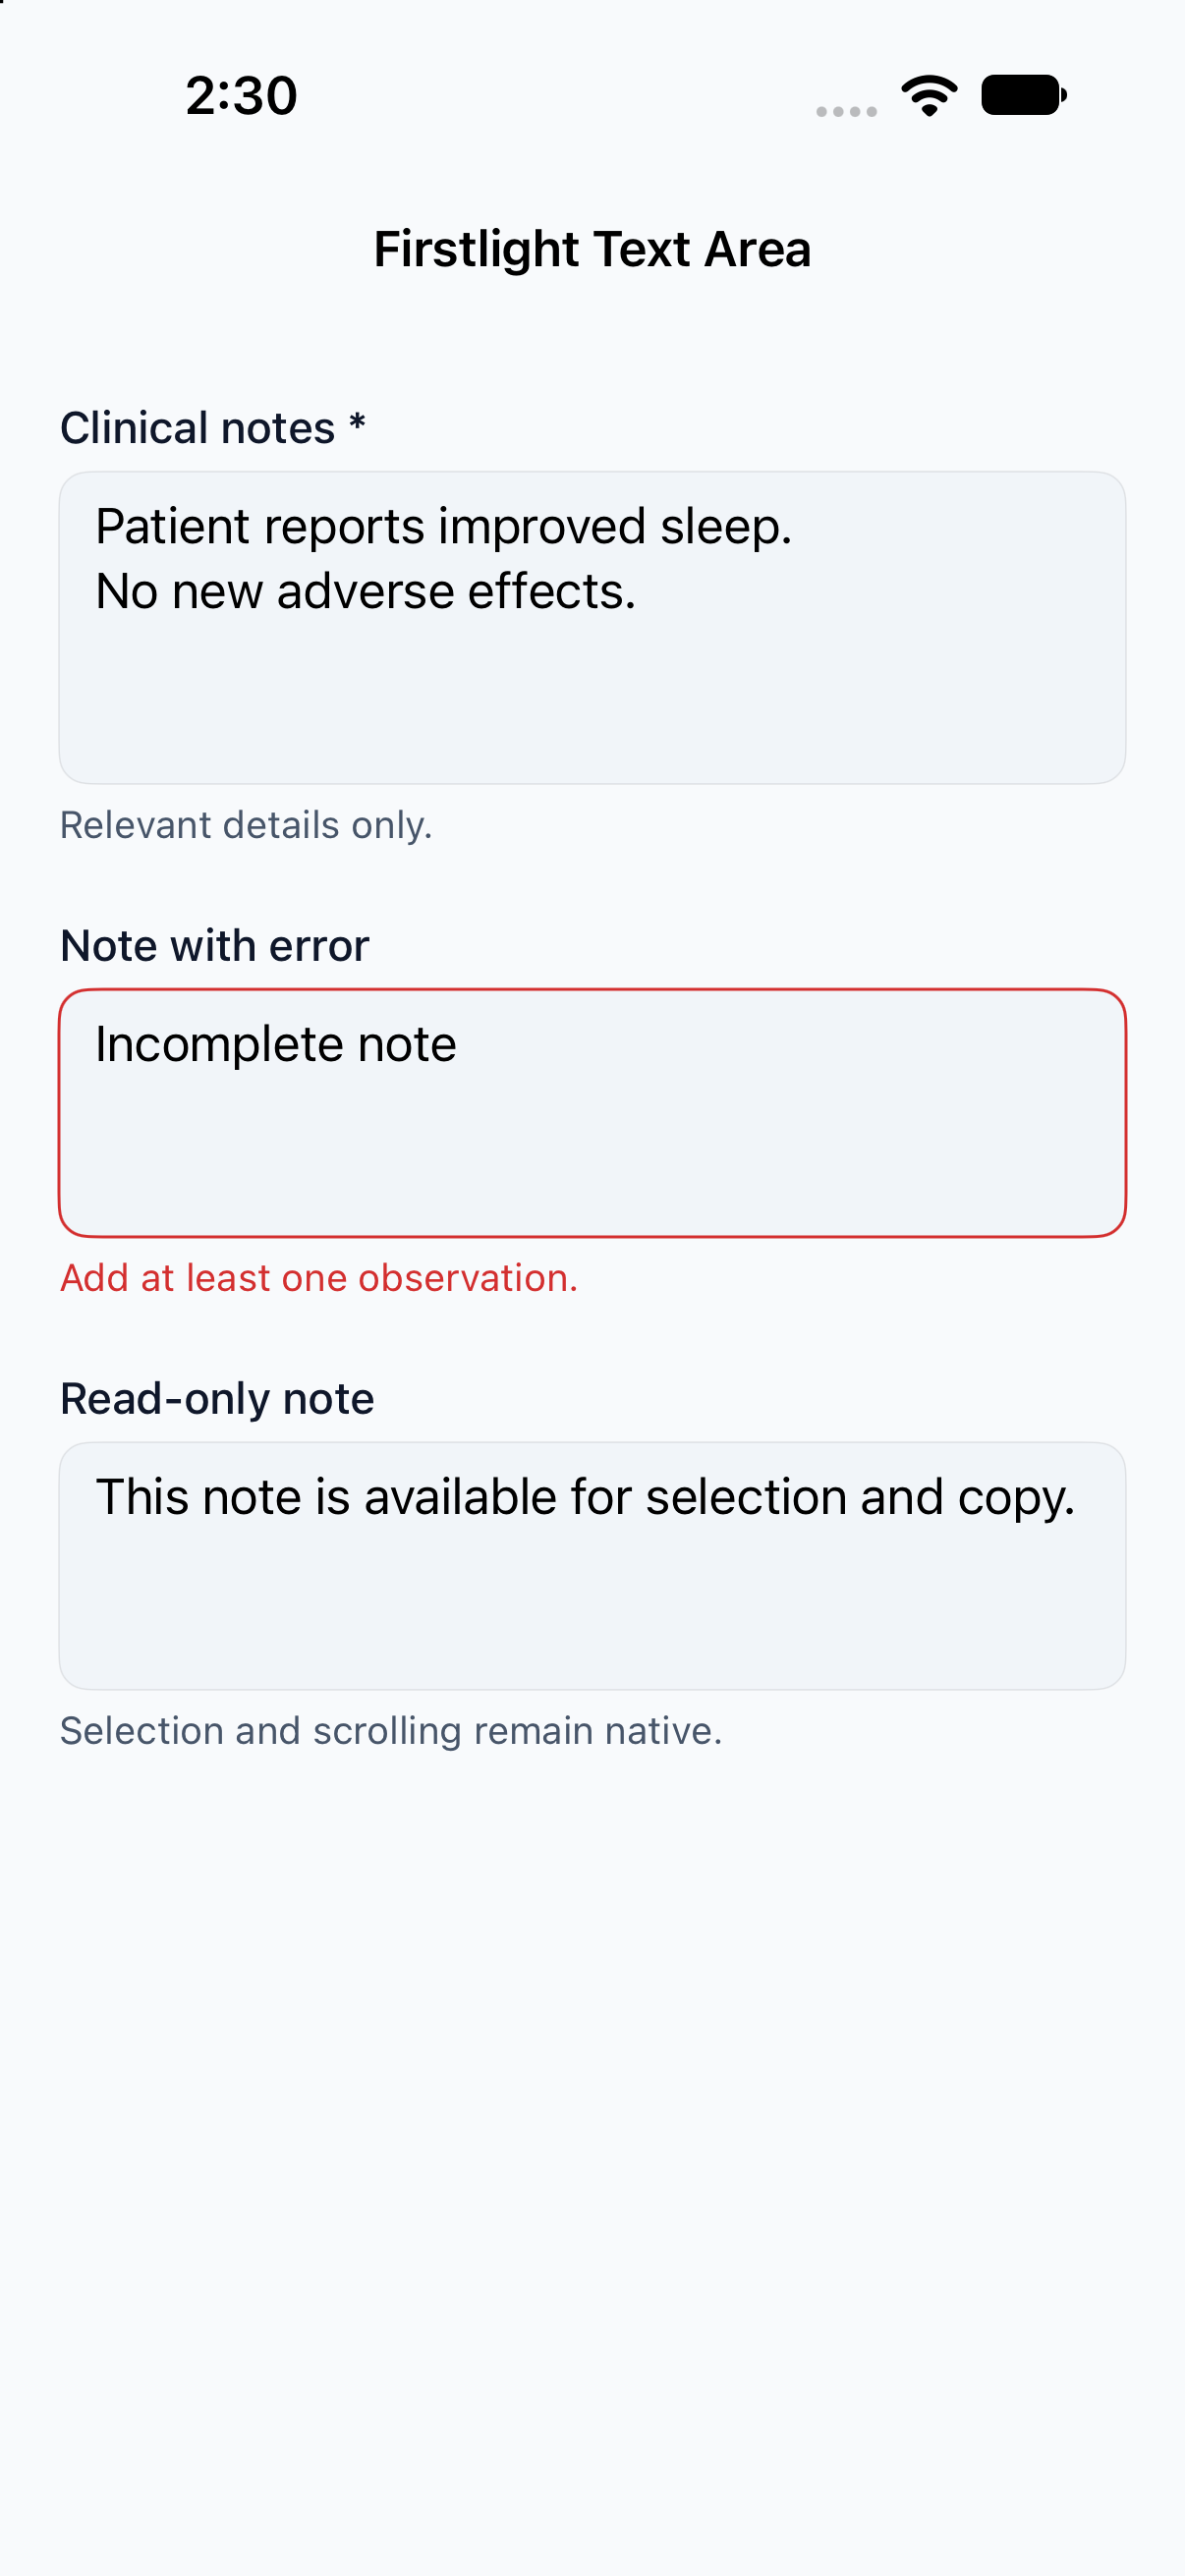 2:30
Firstlight Text Area
Clinical notes *
Patient reports improved sleep.
No new adverse effects.
Relevant details only.
Note with error
Incomplete note
Add at least one observation.
Read-only note
This note is available for selection and copy.
Selection and scrolling remain native.